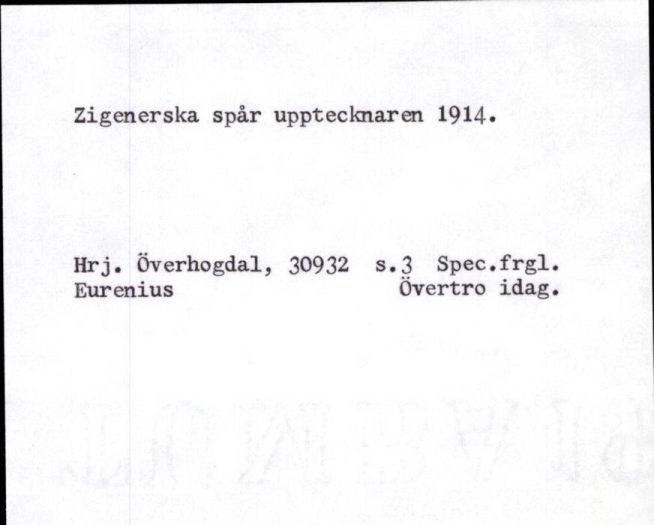 Zigenerska spår upptecknaren 1914.
Hrj. Överhogdal, 30932 s.3 Spec.frgl.
Eurenius Övertro idag.